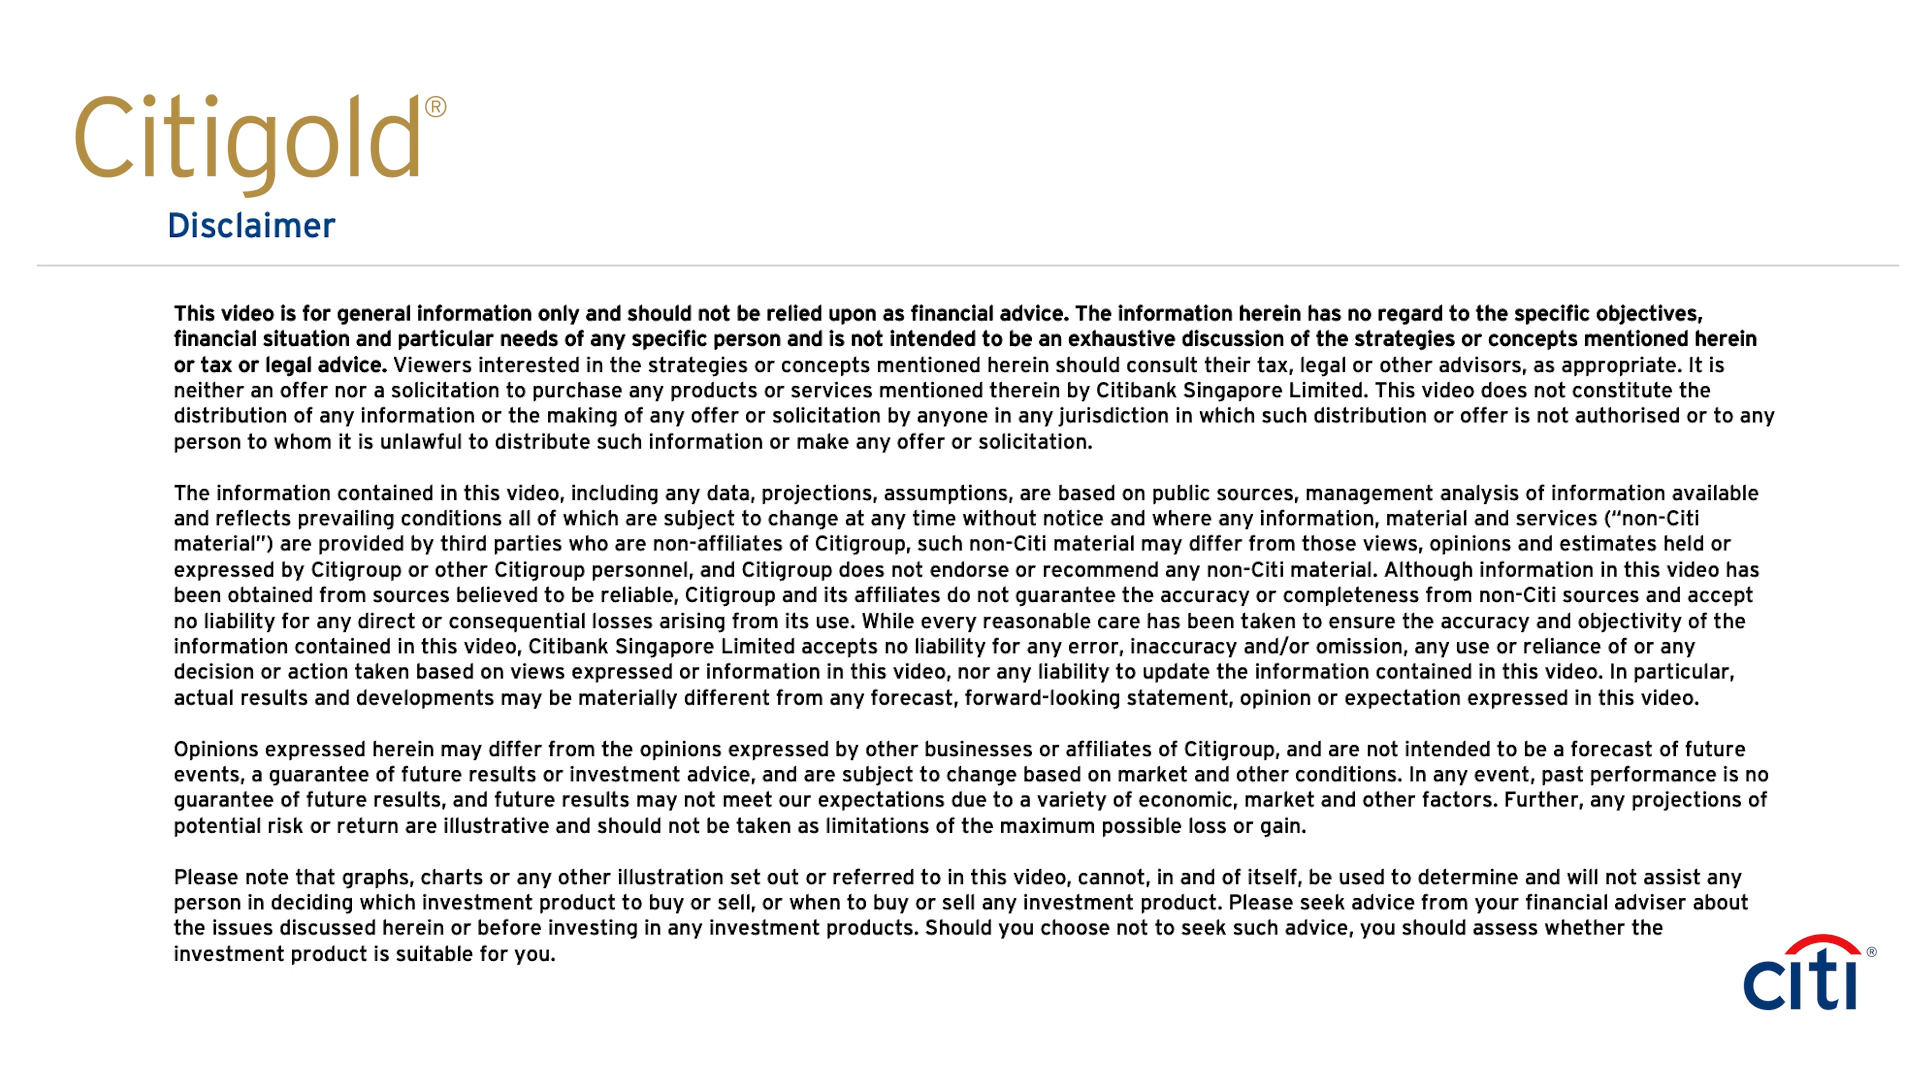 Citigold®
Disclaimer
This video is for general information only and should not be relied upon as financial advice. The information herein has no regard to the specific objectives,
financial situation and particular needs of any specific person and is not intended to be an exhaustive discussion of the strategies or concepts mentioned herein
or tax or legal advice. Viewers interested in the strategies or concepts mentioned herein should consult their tax, legal or other advisors, as appropriate. It is
neither an offer nor a solicitation to purchase any products or services mentioned therein by Citibank Singapore Limited. This video does not constitute the
distribution of any information or the making of any offer or solicitation by anyone in any jurisdiction in which such distribution or offer is not authorised or to any
person to whom it is unlawful to distribute such information or make any offer or solicitation.
The information contained in this video, including any data, projections, assumptions, are based on public sources, management analysis of information available
and reflects prevailing conditions all of which are subject to change at any time without notice and where any information, material and services (“non-Citi
material”) are provided by third parties who are non-affiliates of Citigroup, such non-Citi material may differ from those views, opinions and estimates held or
expressed by Citigroup or other Citigroup personnel, and Citigroup does not endorse or recommend any non-Citi material. Although information in this video has
been obtained from sources believed to be reliable, Citigroup and its affiliates do not guarantee the accuracy or completeness from non-Citi sources and accept
no liability for any direct or consequential losses arising from its use. While every reasonable care has been taken to ensure the accuracy and objectivity of the
information contained in this video, Citibank Singapore Limited accepts no liability for any error, inaccuracy and/or omission, any use or reliance of or any
decision or action taken based on views expressed or information in this video, nor any liability to update the information contained in this video. In particular,
actual results and developments may be materially different from any forecast, forward-looking statement, opinion or expectation expressed in this video.
Opinions expressed herein may differ from the opinions expressed by other businesses or affiliates of Citigroup, and are not intended to be a forecast of future
events, a guarantee of future results or investment advice, and are subject to change based on market and other conditions. In any event, past performance is no
guarantee of future results, and future results may not meet our expectations due to a variety of economic, market and other factors. Further, any projections of
potential risk or return are illustrative and should not be taken as limitations of the maximum possible loss or gain.
Please note that graphs, charts or any other illustration set out or referred to in this video, cannot, in and of itself, be used to determine and will not assist any
person in deciding which investment product to buy or sell, or when to buy or sell any investment product. Please seek advice from your financial adviser about
the issues discussed herein or before investing in any investment products. Should you choose not to seek such advice, you should assess whether the
investment product is suitable for you.
citi®